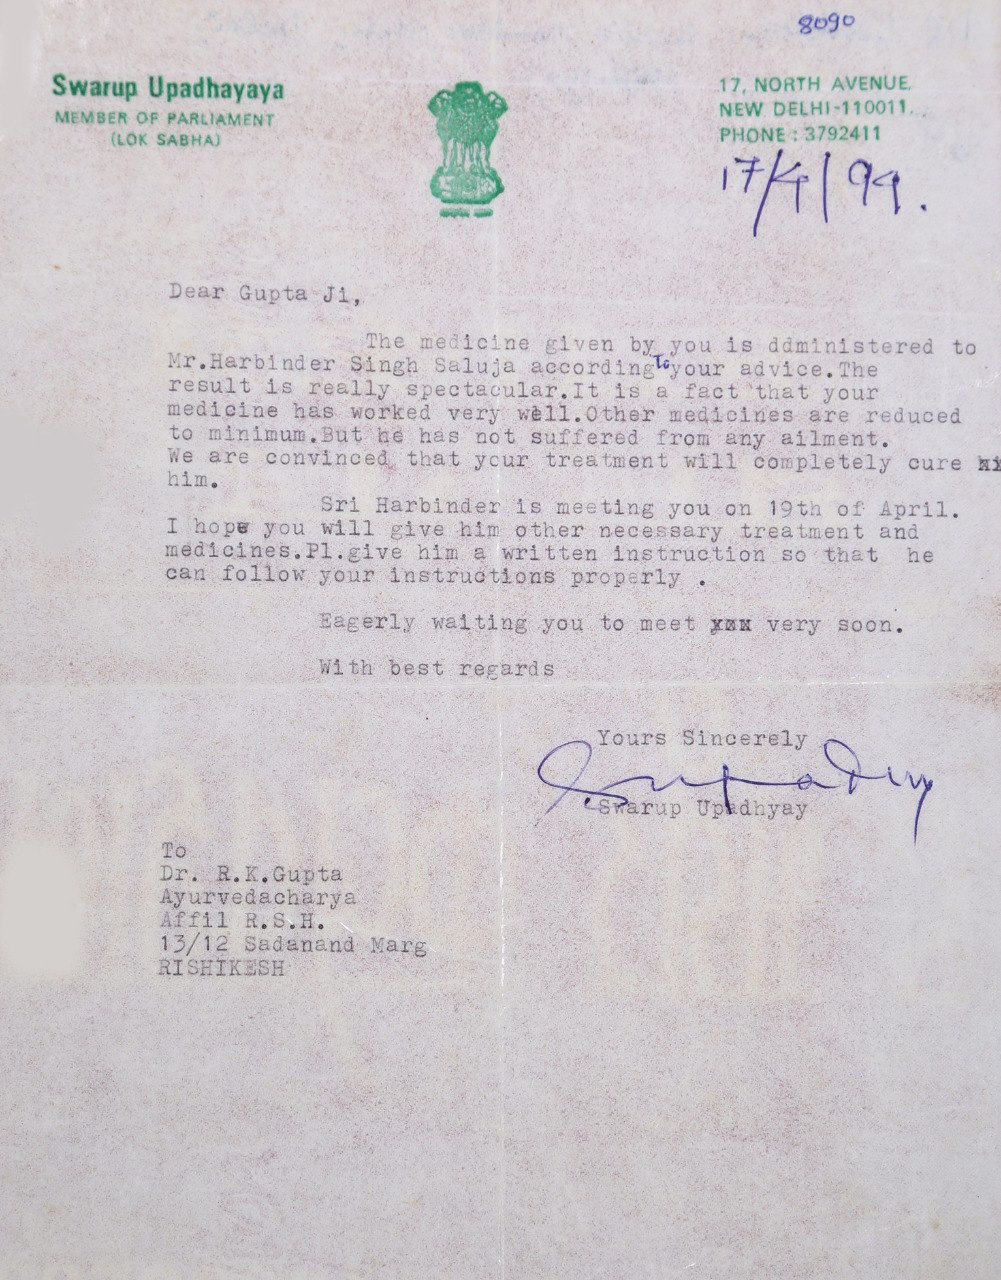 8090
Swarup Upadhayaya
MEMBER OF PARLIAMENT
(LOK SABHA)
17, NORTH AVENUE.
NEW DELHI-110011.
PHONE : 3792411
17/4/94.
Dear Gupta Ji,
The medicine given by you is ddministered to
Mr.Harbinder Singh Saluja according to your advice.The
result is really spectacular.It is a fact that your
medicine has worked very well.Other medicines are reduced
to minimum.But he has not suffered from any ailment.
We are convinced that your treatment will completely cure
him.
Sri Harbinder is meeting you on 19th of April.
I hope you will give him other necessary treatment and
medicines.Pl.give him a written instruction so that he
can follow your instructions properly .
Eagerly waiting you to meet xxx very soon.
With best regards
Yours Sincerely
Swarup Upadhyay
To
Dr. R.K.Gupta
Ayurvedacharya
Affil R.S.H.
13/12 Sadanand Marg
RISHIKESH